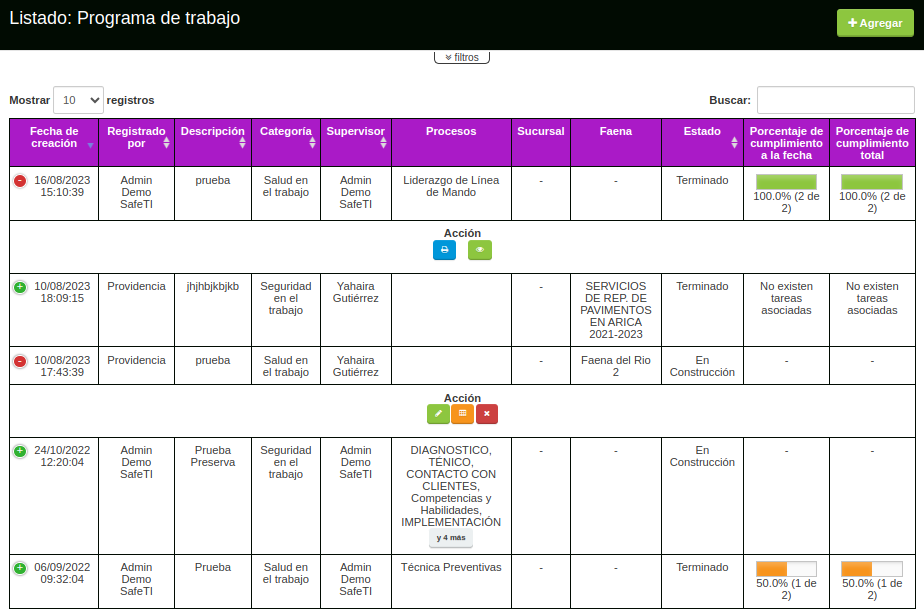 Listado: Programa de trabajo
Agregar
filtros
Mostrar 10 registros
Buscar:
Fecha de creación
Registrado por
Descripción
Categoría
Supervisor
Procesos
Sucursal
Faena
Estado
Porcentaje de cumplimiento a la fecha
Porcentaje de cumplimiento total
16/08/2023 15:10:39
Admin Demo SafeTI
prueba
Salud en el trabajo
Admin Demo SafeTI
Liderazgo de Línea de Mando
-
-
Terminado
100.0% (2 de 2)
100.0% (2 de 2)
Acción
10/08/2023 18:09:15
Providencia
jhjhbjkbjkb
Seguridad en el trabajo
Yahaira Gutiérrez
-
SERVICIOS DE REP. DE PAVIMENTOS EN ARICA 2021-2023
Terminado
No existen tareas asociadas
No existen tareas asociadas
10/08/2023 17:43:39
Providencia
prueba
Salud en el trabajo
Yahaira Gutiérrez
-
Faena del Rio 2
En Construcción
-
-
Acción
24/10/2022 12:20:04
Admin Demo SafeTI
Prueba Preserva
Seguridad en el trabajo
Admin Demo SafeTI
DIAGNOSTICO, TÉNICO, CONTACTO CON CLIENTES, Competencias y Habilidades, IMPLEMENTACIÓN
y 4 más
-
-
En Construcción
-
-
06/09/2022 09:32:04
Admin Demo SafeTI
Prueba
Salud en el trabajo
Admin Demo SafeTI
Técnica Preventivas
-
-
Terminado
50.0% (1 de 2)
50.0% (1 de 2)